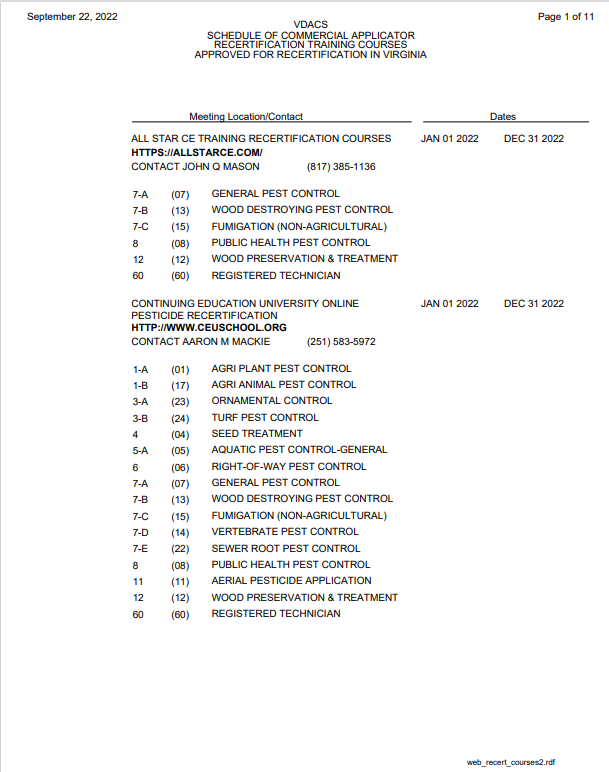 September 22, 2022 Page 1 of 11
VDACS
SCHEDULE OF COMMERCIAL APPLICATOR
RECERTIFICATION TRAINING COURSES
APPROVED FOR RECERTIFICATION IN VIRGINIA
Meeting Location/Contact Dates
ALL STAR CE TRAINING RECERTIFICATION COURSES JAN 01 2022 DEC 31 2022
HTTPS://ALLSTARCE.COM/
CONTACT JOHN Q MASON (817) 385-1136
7-A (07) GENERAL PEST CONTROL
7-B (13) WOOD DESTROYING PEST CONTROL
7-C (15) FUMIGATION (NON-AGRICULTURAL)
8 (08) PUBLIC HEALTH PEST CONTROL
12 (12) WOOD PRESERVATION & TREATMENT
60 (60) REGISTERED TECHNICIAN
CONTINUING EDUCATION UNIVERSITY ONLINE JAN 01 2022 DEC 31 2022
PESTICIDE RECERTIFICATION
HTTP://WWW.CEUSCHOOL.ORG
CONTACT AARON M MACKIE (251) 583-5972
1-A (01) AGRI PLANT PEST CONTROL
1-B (17) AGRI ANIMAL PEST CONTROL
3-A (23) ORNAMENTAL CONTROL
3-B (24) TURF PEST CONTROL
4 (04) SEED TREATMENT
5-A (05) AQUATIC PEST CONTROL-GENERAL
6 (06) RIGHT-OF-WAY PEST CONTROL
7-A (07) GENERAL PEST CONTROL
7-B (13) WOOD DESTROYING PEST CONTROL
7-C (15) FUMIGATION (NON-AGRICULTURAL)
7-D (14) VERTEBRATE PEST CONTROL
7-E (22) SEWER ROOT PEST CONTROL
8 (08) PUBLIC HEALTH PEST CONTROL
11 (11) AERIAL PESTICIDE APPLICATION
12 (12) WOOD PRESERVATION & TREATMENT
60 (60) REGISTERED TECHNICIAN
web_recert_courses2.rdf